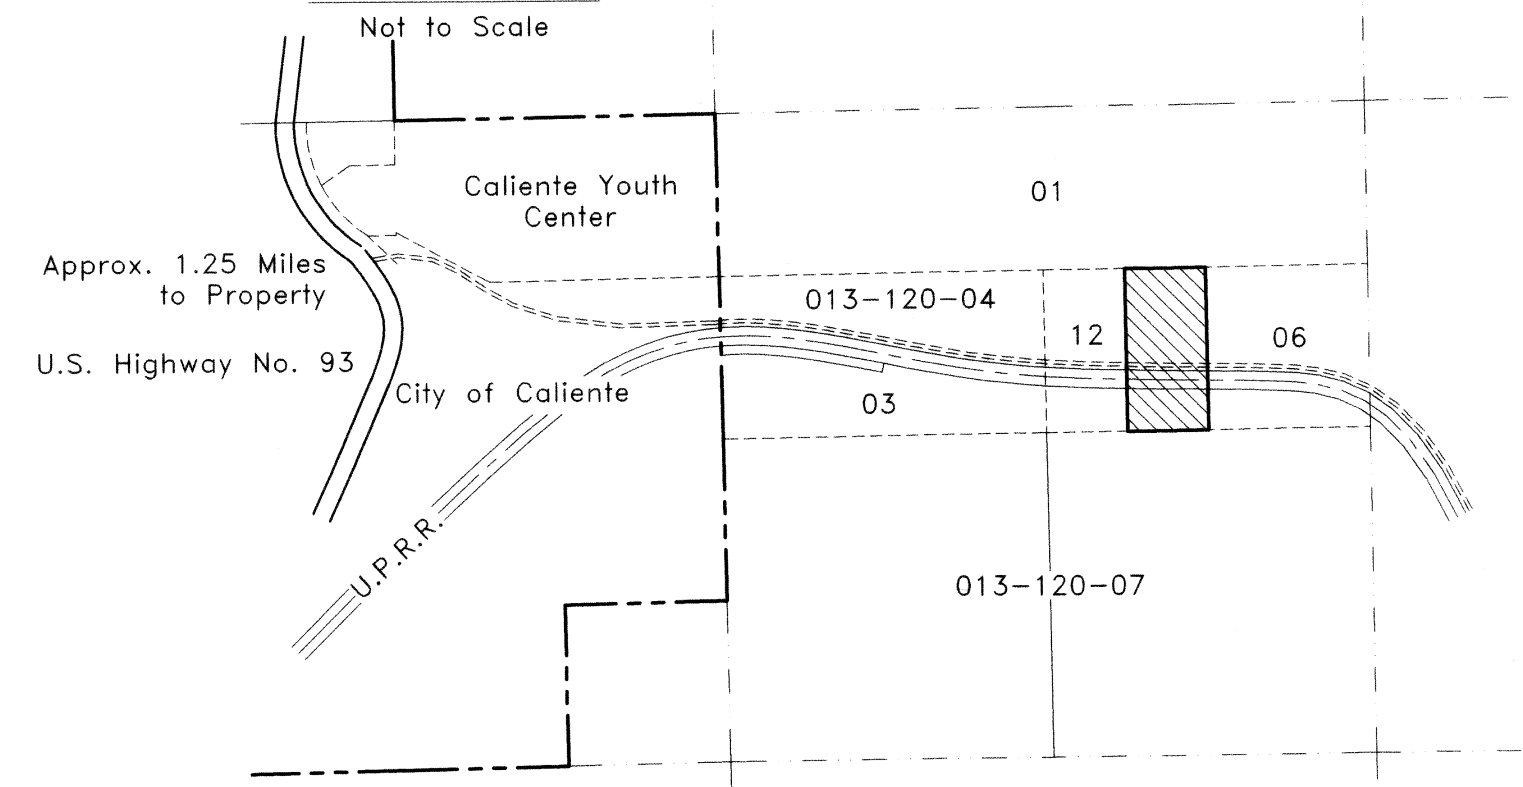 Not to Scale
Caliente Youth
Center
01
Approx. 1.25 Miles
to Property
013-120-04
12
06
U.S. Highway No. 93
City of Caliente
03
U.P.R.R.
013-120-07